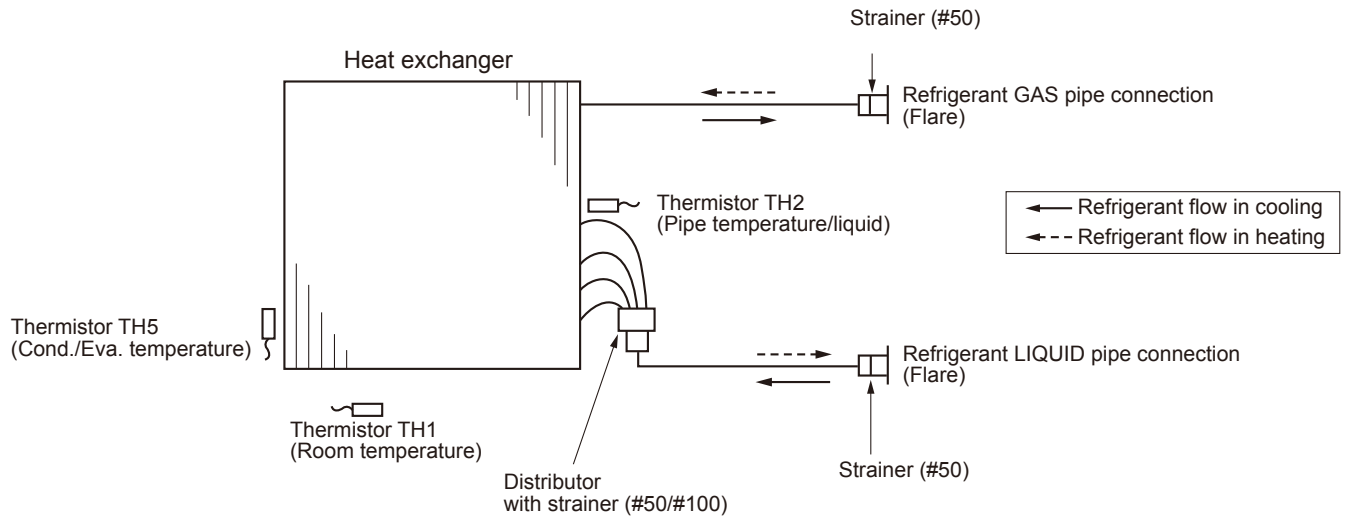 Strainer (#50)
Heat exchanger
Refrigerant GAS pipe connection
(Flare)
Thermistor TH2
(Pipe temperature/liquid)
Refrigerant flow in cooling
Refrigerant flow in heating
Thermistor TH5
(Cond./Eva. temperature)
Refrigerant LIQUID pipe connection
(Flare)
Thermistor TH1
(Room temperature)
Strainer (#50)
Distributor
with strainer (#50/#100)